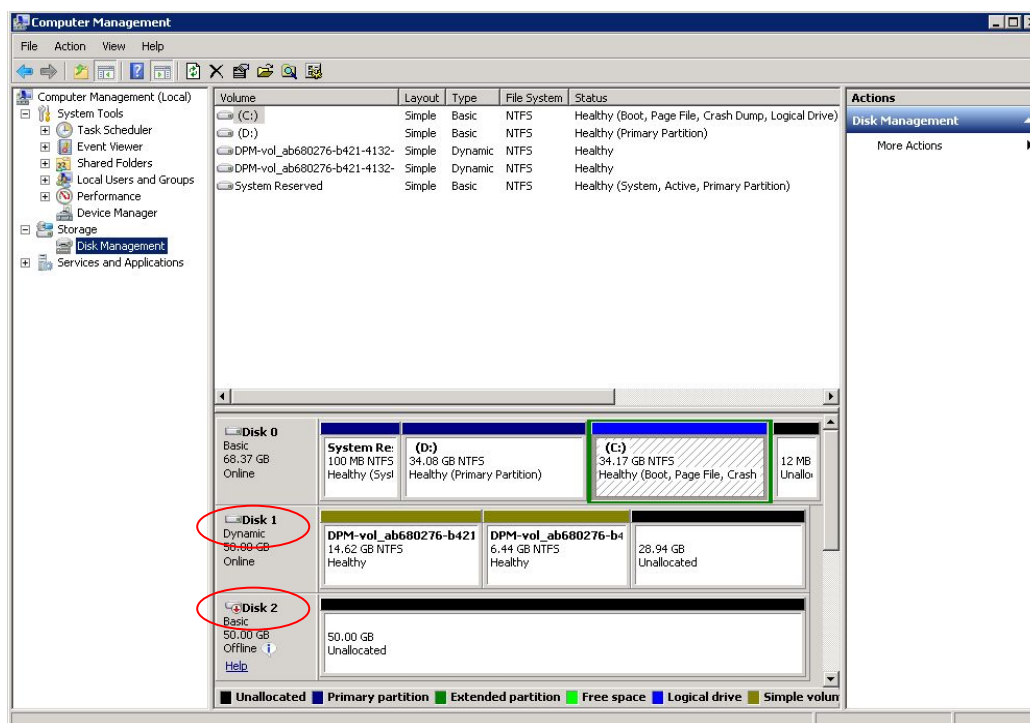 Computer Management
File Action View Help
Computer Management (Local)
System Tools
Task Scheduler
Event Viewer
Shared Folders
Local Users and Groups
Performance
Device Manager
Storage
Disk Management
Services and Applications
Volume Layout Type File System Status
(C:) Simple Basic NTFS Healthy (Boot, Page File, Crash Dump, Logical Drive)
(D:) Simple Basic NTFS Healthy (Primary Partition)
DPM-vol_ab680276-b421-4132- Simple Dynamic NTFS Healthy
DPM-vol_ab680276-b421-4132- Simple Dynamic NTFS Healthy
System Reserved Simple Basic NTFS Healthy (System, Active, Primary Partition)
Actions
Disk Management
More Actions
Disk 0
Basic
68.37 GB
Online
System Re:
100 MB NTFS
Healthy (Sysl
(D:)
34.08 GB NTFS
Healthy (Primary Partition)
(C:)
34.17 GB NTFS
Healthy (Boot, Page File, Crash
12 MB
Unalloc
Disk 1
Dynamic
50.00 GB
Online
DPM-vol_ab680276-b421
14.62 GB NTFS
Healthy
DPM-vol_ab680276-b4
6.44 GB NTFS
Healthy
28.94 GB
Unallocated
Disk 2
Basic
50.00 GB
Offline
Help
50.00 GB
Unallocated
Unallocated Primary partition Extended partition Free space Logical drive Simple volum